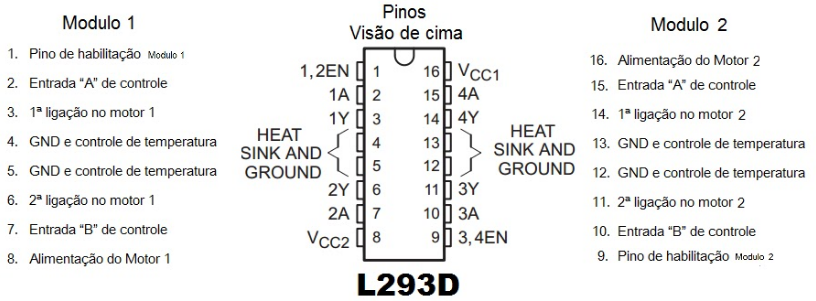 Modulo 1
1. Pino de habilitação Modulo 1
2. Entrada “A” de controle
3. 1ª ligação no motor 1
4. GND e controle de temperatura
5. GND e controle de temperatura
6. 2ª ligação no motor 1
7. Entrada “B” de controle
8. Alimentação do Motor 1
Pinos
Visão de cima
1,2EN 1 16 VCC1
1A 2 15 4A
1Y 3 14 4Y
HEAT SINK AND GROUND 4 13 HEAT SINK AND GROUND
5 12
2Y 6 11 3Y
2A 7 10 3A
VCC2 8 9 3,4EN
L293D
Modulo 2
16. Alimentação do Motor 2
15. Entrada “A” de controle
14. 1ª ligação no motor 2
13. GND e controle de temperatura
12. GND e controle de temperatura
11. 2ª ligação no motor 2
10. Entrada “B” de controle
9. Pino de habilitação Modulo 2